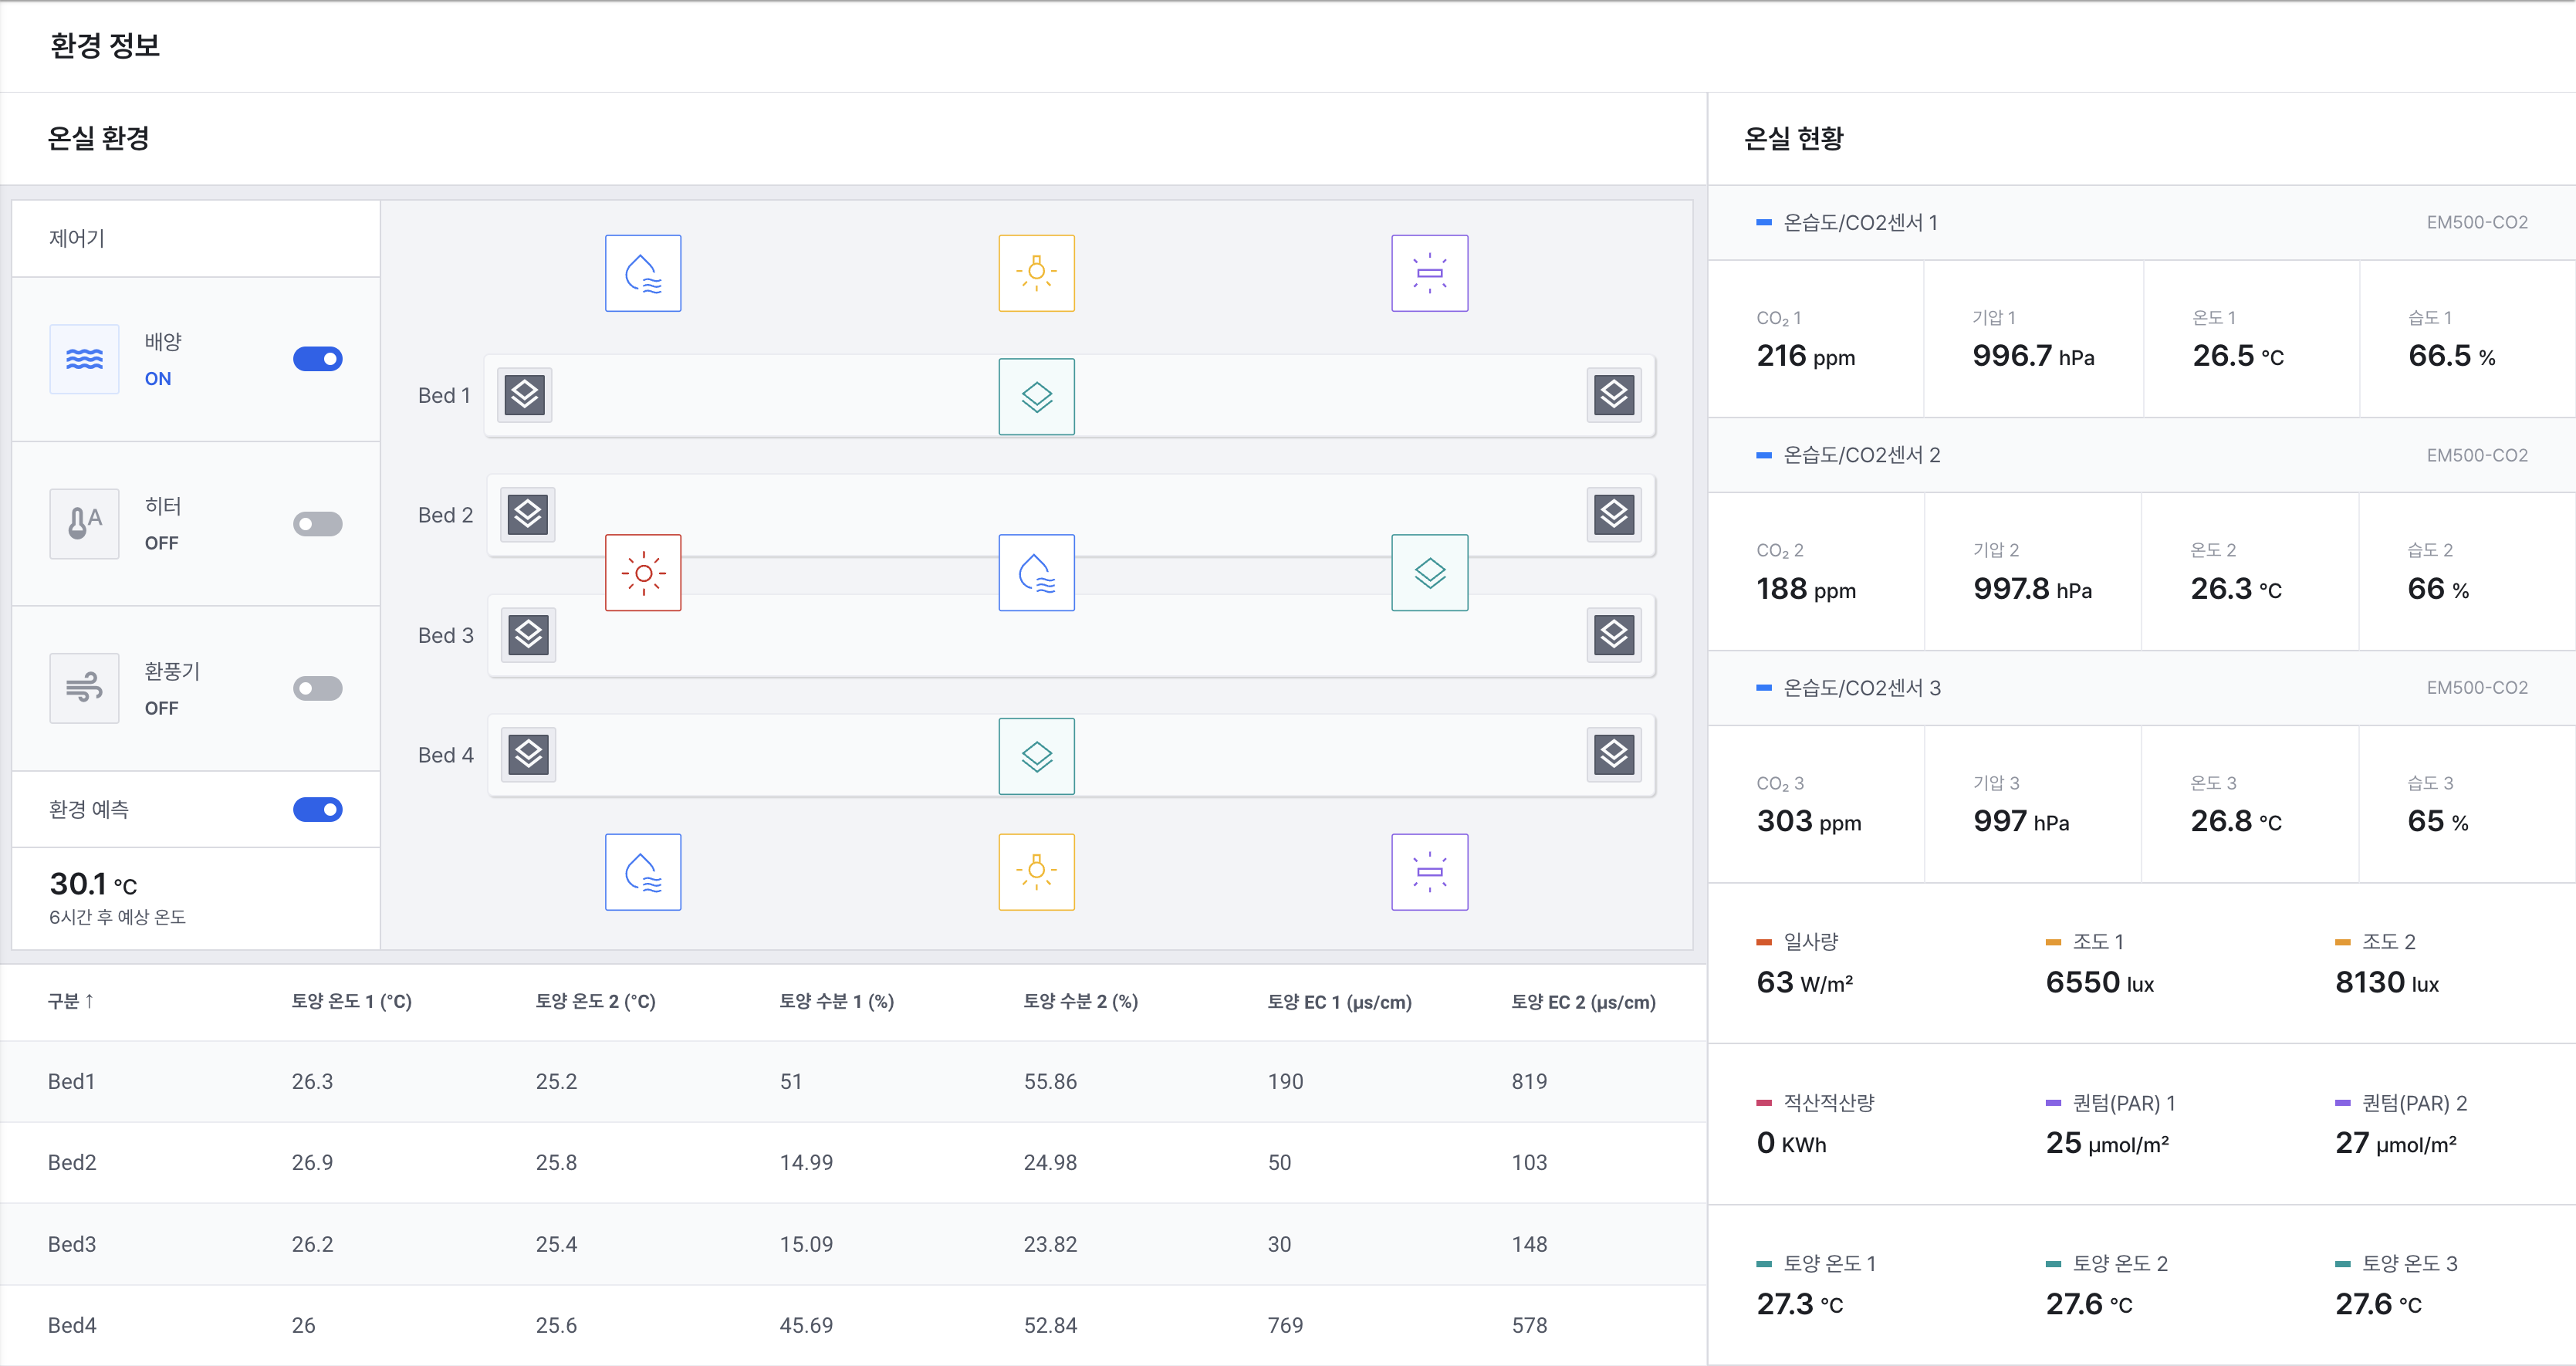 환경 정보
온실 환경
제어기
배양
ON
히터
A
OFF
환풍기
OFF
환경 예측
30.1 °C
6시간 후 예상 온도
Bed 1
Bed 2
Bed 3
Bed 4
구분 ↑ 토양 온도 1 (°C) 토양 온도 2 (°C) 토양 수분 1 (%) 토양 수분 2 (%) 토양 EC 1 (μs/cm) 토양 EC 2 (μs/cm)
Bed1 26.3 25.2 51 55.86 190 819
Bed2 26.9 25.8 14.99 24.98 50 103
Bed3 26.2 25.4 15.09 23.82 30 148
Bed4 26 25.6 45.69 52.84 769 578
온실 현황
온습도/CO2센서 1 EM500-CO2
CO₂ 1 기압 1 온도 1 습도 1
216 ppm 996.7 hPa 26.5 °C 66.5 %
온습도/CO2센서 2 EM500-CO2
CO₂ 2 기압 2 온도 2 습도 2
188 ppm 997.8 hPa 26.3 °C 66 %
온습도/CO2센서 3 EM500-CO2
CO₂ 3 기압 3 온도 3 습도 3
303 ppm 997 hPa 26.8 °C 65 %
일사량 조도 1 조도 2
63 W/m² 6550 lux 8130 lux
적산적산량 퀀텀(PAR) 1 퀀텀(PAR) 2
0 KWh 25 μmol/m² 27 μmol/m²
토양 온도 1 토양 온도 2 토양 온도 3
27.3 °C 27.6 °C 27.6 °C